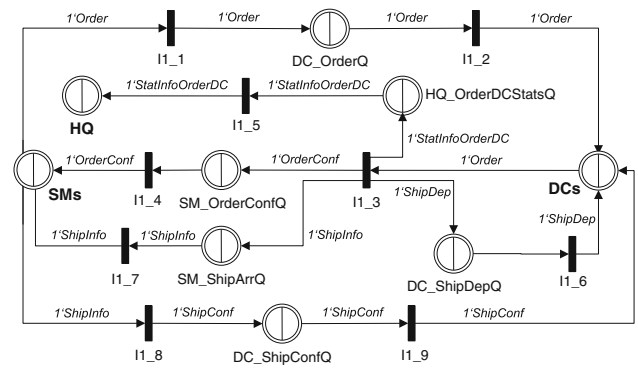 1'Order 1'Order 1'Order 1'Order
I1_1 DC_OrderQ I1_2
1'StatInfoOrderDC 1'StatInfoOrderDC HQ_OrderDCStatsQ
HQ I1_5
1'StatInfoOrderDC
1'OrderConf 1'OrderConf 1'Order
SMs DCs
I1_4 SM_OrderConfQ I1_3
1'ShipDep
1'ShipDep
1'ShipInfo 1'ShipInfo 1'ShipInfo
I1_7 SM_ShipArrQ DC_ShipDepQ I1_6
1'ShipInfo 1'ShipConf 1'ShipConf 1'ShipConf
I1_8 DC_ShipConfQ I1_9